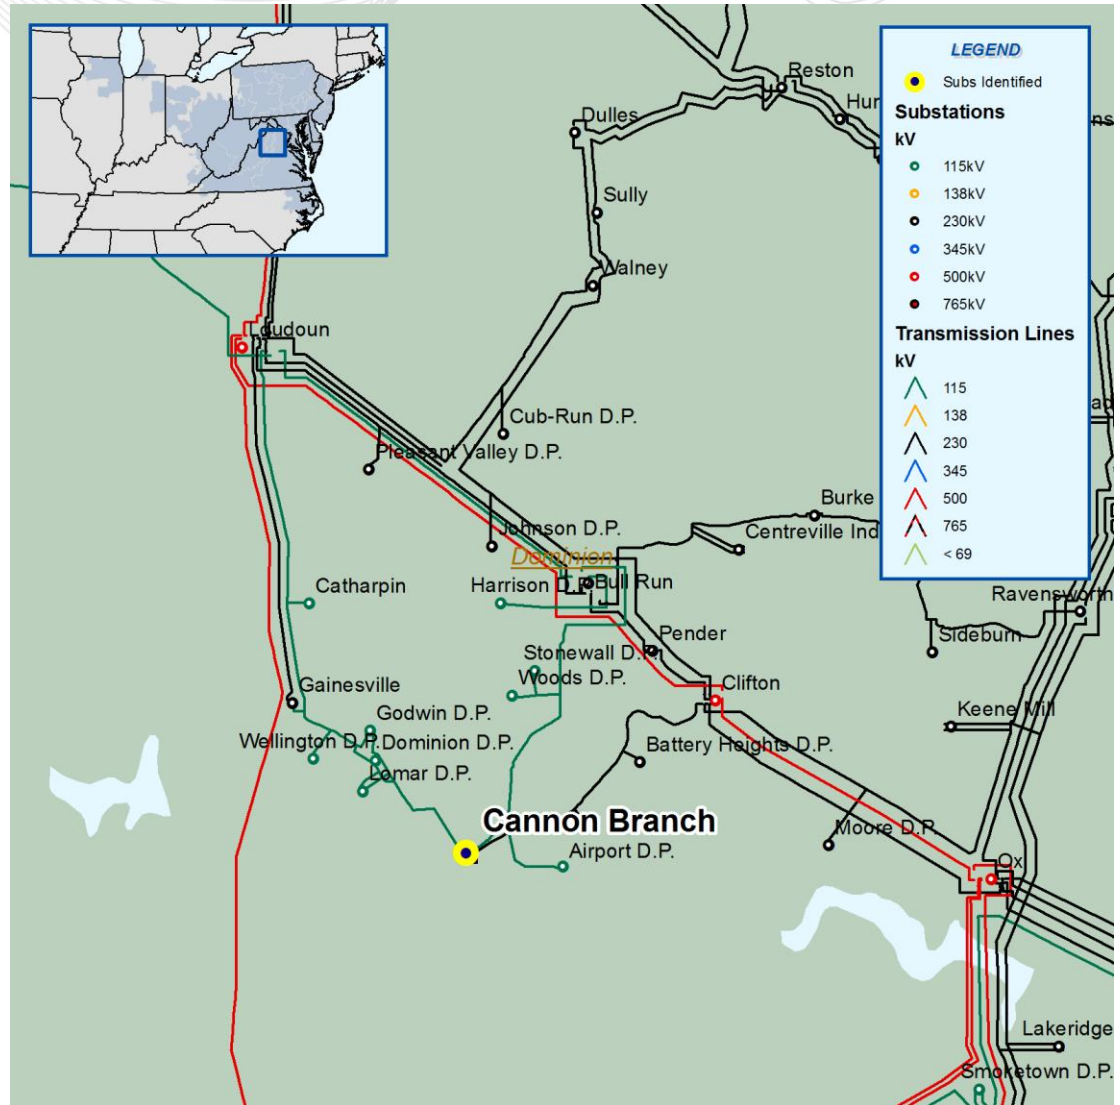 LEGEND
Subs Identified
Substations
kV
115kV
138kV
230kV
345kV
500kV
765kV
Transmission Lines
kV
115
138
230
345
500
765
< 69
Reston
Dulles
Sully
Walney
Loudoun
Cub-Run D.P.
Pleasant Valley D.P.
Burke
Johnson D.P.
Centreville Ind
Dominion
Catharpin
Harrison D.P.
Bull Run
Ravensworth
Pender
Sideburn
Stonewall D.P.
Woods D.P.
Gainesville
Clifton
Godwin D.P.
Keene Mill
Wellington D.P.
Dominion D.P.
Battery Heights D.P.
Lomar D.P.
Cannon Branch
Moore D.P.
Airport D.P.
Ox
Lakeridge
Smoketown D.P.